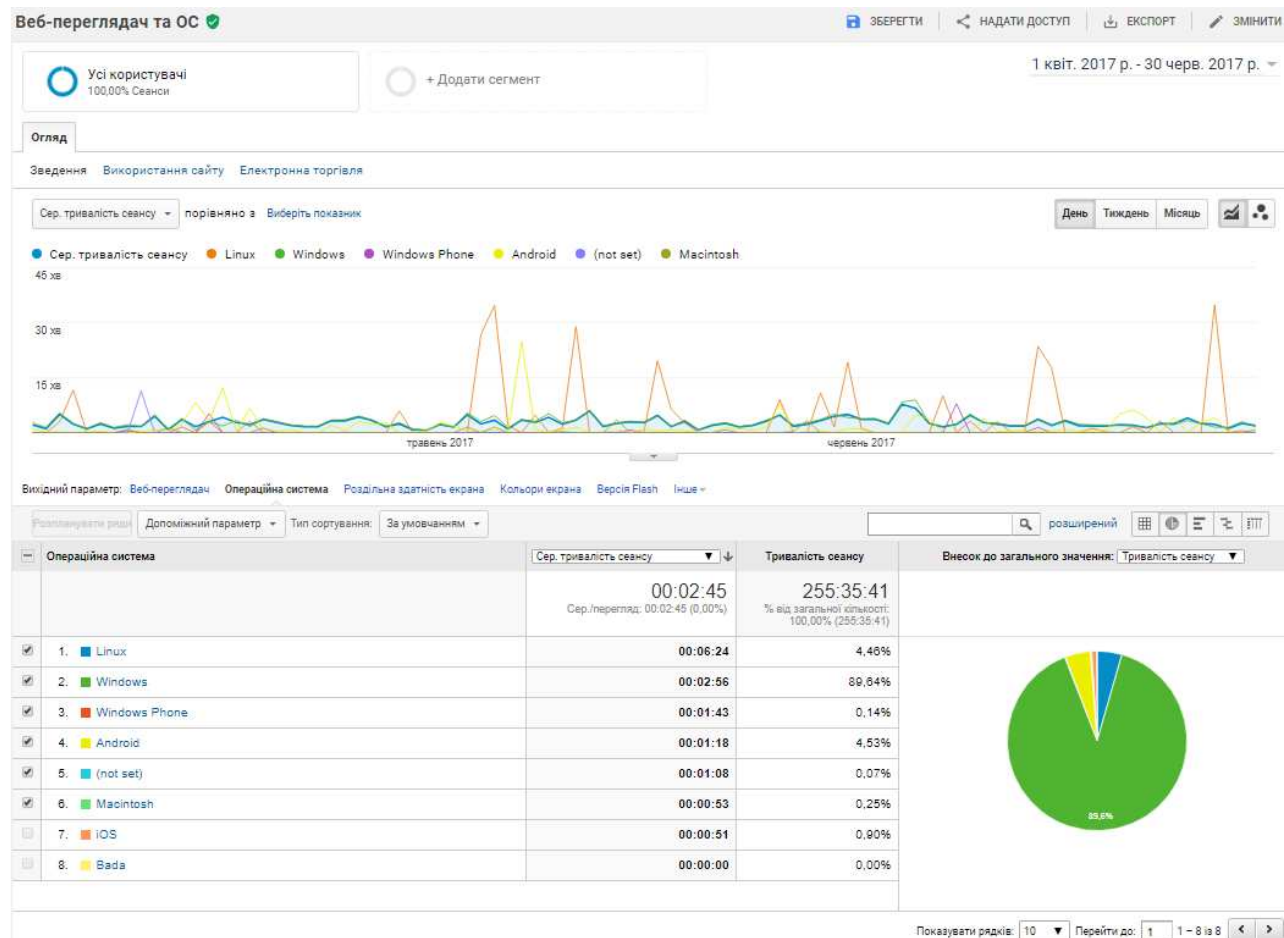 Веб-переглядач та ОС
ЗБЕРЕГТИ НАДАТИ ДОСТУП ЕКСПОРТ ЗМІНИТИ
Усі користувачі
100,00% Сеанси
+ Додати сегмент
1 квіт. 2017 р. - 30 черв. 2017 р.
Огляд
Зведення Використання сайту Електронна торгівля
Сер. тривалість сеансу порівняно з Виберіть показник
День Тиждень Місяць
Сер. тривалість сеансу Linux Windows Windows Phone Android (not set) Macintosh
45 хв
30 хв
15 хв
травень 2017 червень 2017
Вихідний параметр: Веб-переглядач Операційна система Роздільна здатність екрана Кольори екрана Версія Flash Інше
Розпланувати ряди Допоміжний параметр Тип сортування: За умовчанням розширений
Операційна система Сер. тривалість сеансу Тривалість сеансу Внесок до загального значення: Тривалість сеансу
00:02:45 255:35:41
Сер./перегляд: 00:02:45 (0,00%) % від загальної кількості:
100,00% (255:35:41)
1. Linux 00:06:24 4,46%
2. Windows 00:02:56 89,64%
3. Windows Phone 00:01:43 0,14%
4. Android 00:01:18 4,53%
5. (not set) 00:01:08 0,07%
6. Macintosh 00:00:53 0,25%
7. iOS 00:00:51 0,90%
8. Bada 00:00:00 0,00%
89,6%
Показувати рядків: 10 Перейти до: 1 1 – 8 із 8